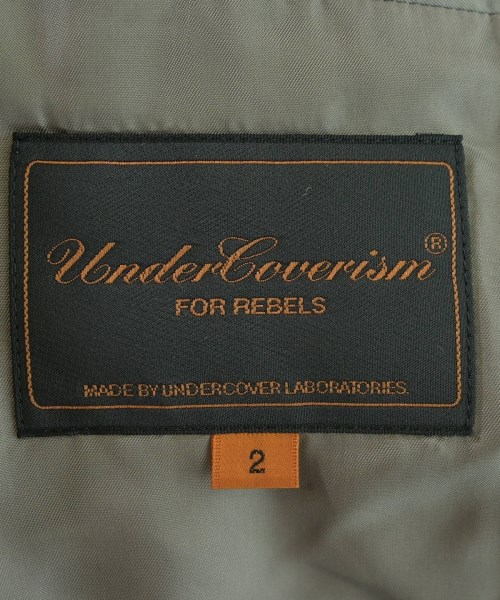 UnderCoverism®
FOR REBELS
MADE BY UNDERCOVER LABORATORIES.
2